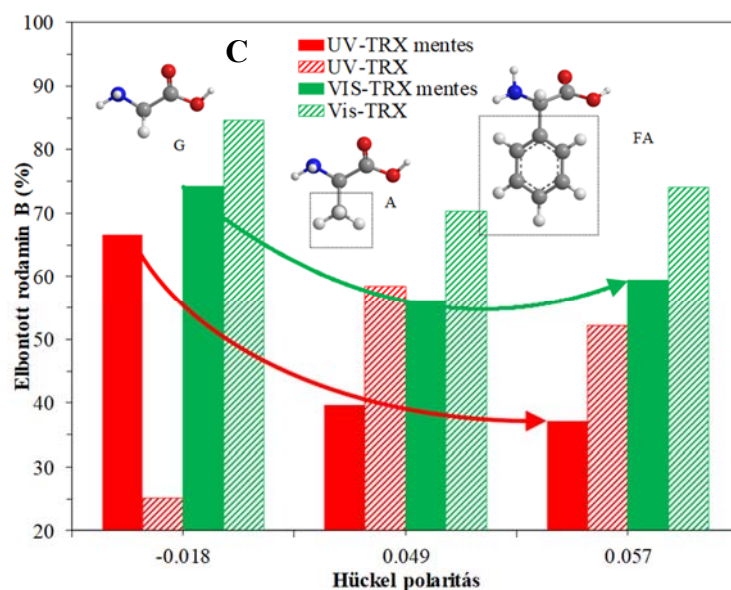 C
UV-TRX mentes
UV-TRX
VIS-TRX mentes
Vis-TRX
G
A
FA
Elbontott rodamin B (%)
100
90
80
70
60
50
40
30
20
-0.018 0.049 0.057
Hückel polaritás